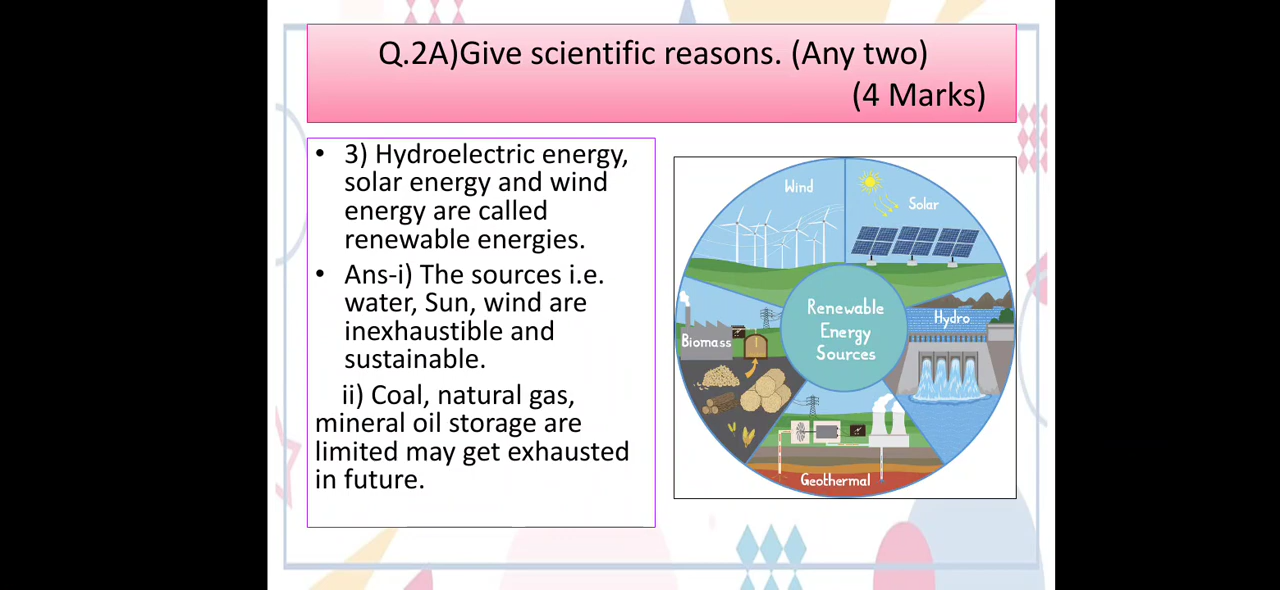 Q.2A)Give scientific reasons. (Any two)
(4 Marks)
• 3) Hydroelectric energy,
solar energy and wind
energy are called
renewable energies.
• Ans-i) The sources i.e.
water, Sun, wind are
inexhaustible and
sustainable.
ii) Coal, natural gas,
mineral oil storage are
limited may get exhausted
in future.
Wind
Solar
Renewable
Energy
Sources
Hydro
Biomass
Geothermal